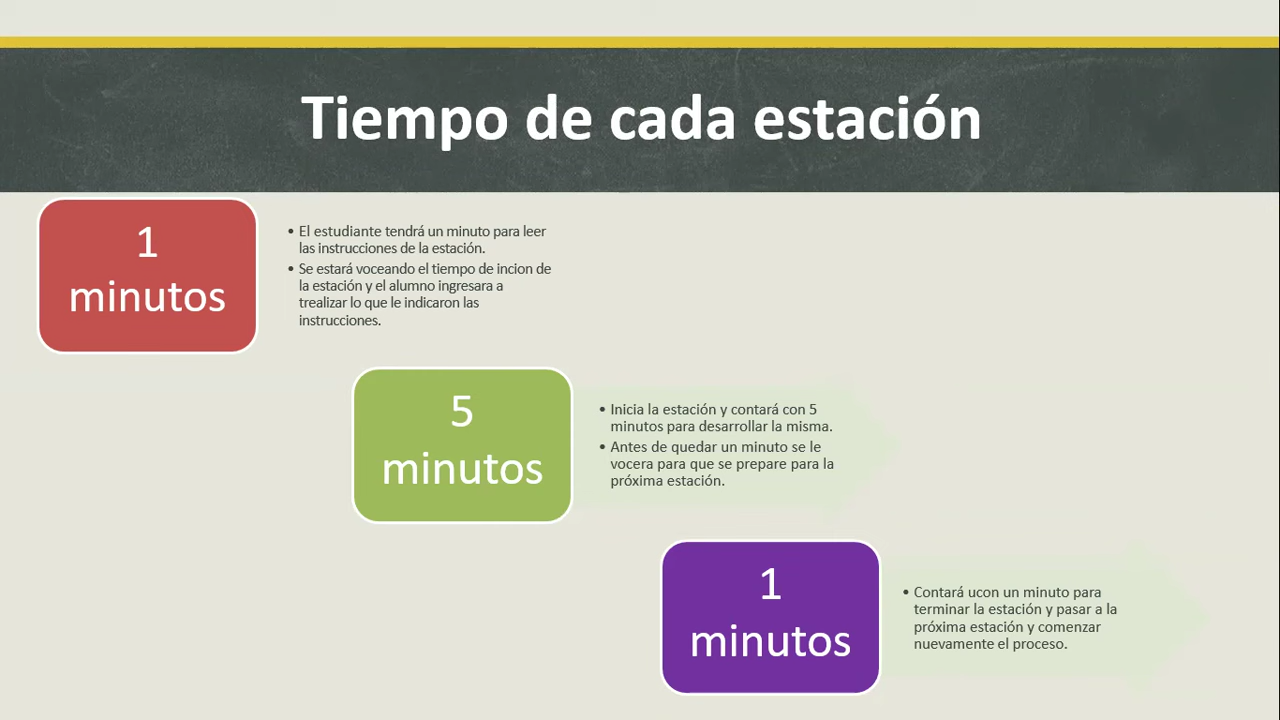 Tiempo de cada estación
1
minutos
• El estudiante tendrá un minuto para leer
las instrucciones de la estación.
• Se estará voceando el tiempo de incion de
la estación y el alumno ingresara a
trealizar lo que le indicaron las
instrucciones.
5
minutos
• Inicia la estación y contará con 5
minutos para desarrollar la misma.
• Antes de quedar un minuto se le
vocera para que se prepare para la
próxima estación.
1
minutos
• Contará ucon un minuto para
terminar la estación y pasar a la
próxima estación y comenzar
nuevamente el proceso.